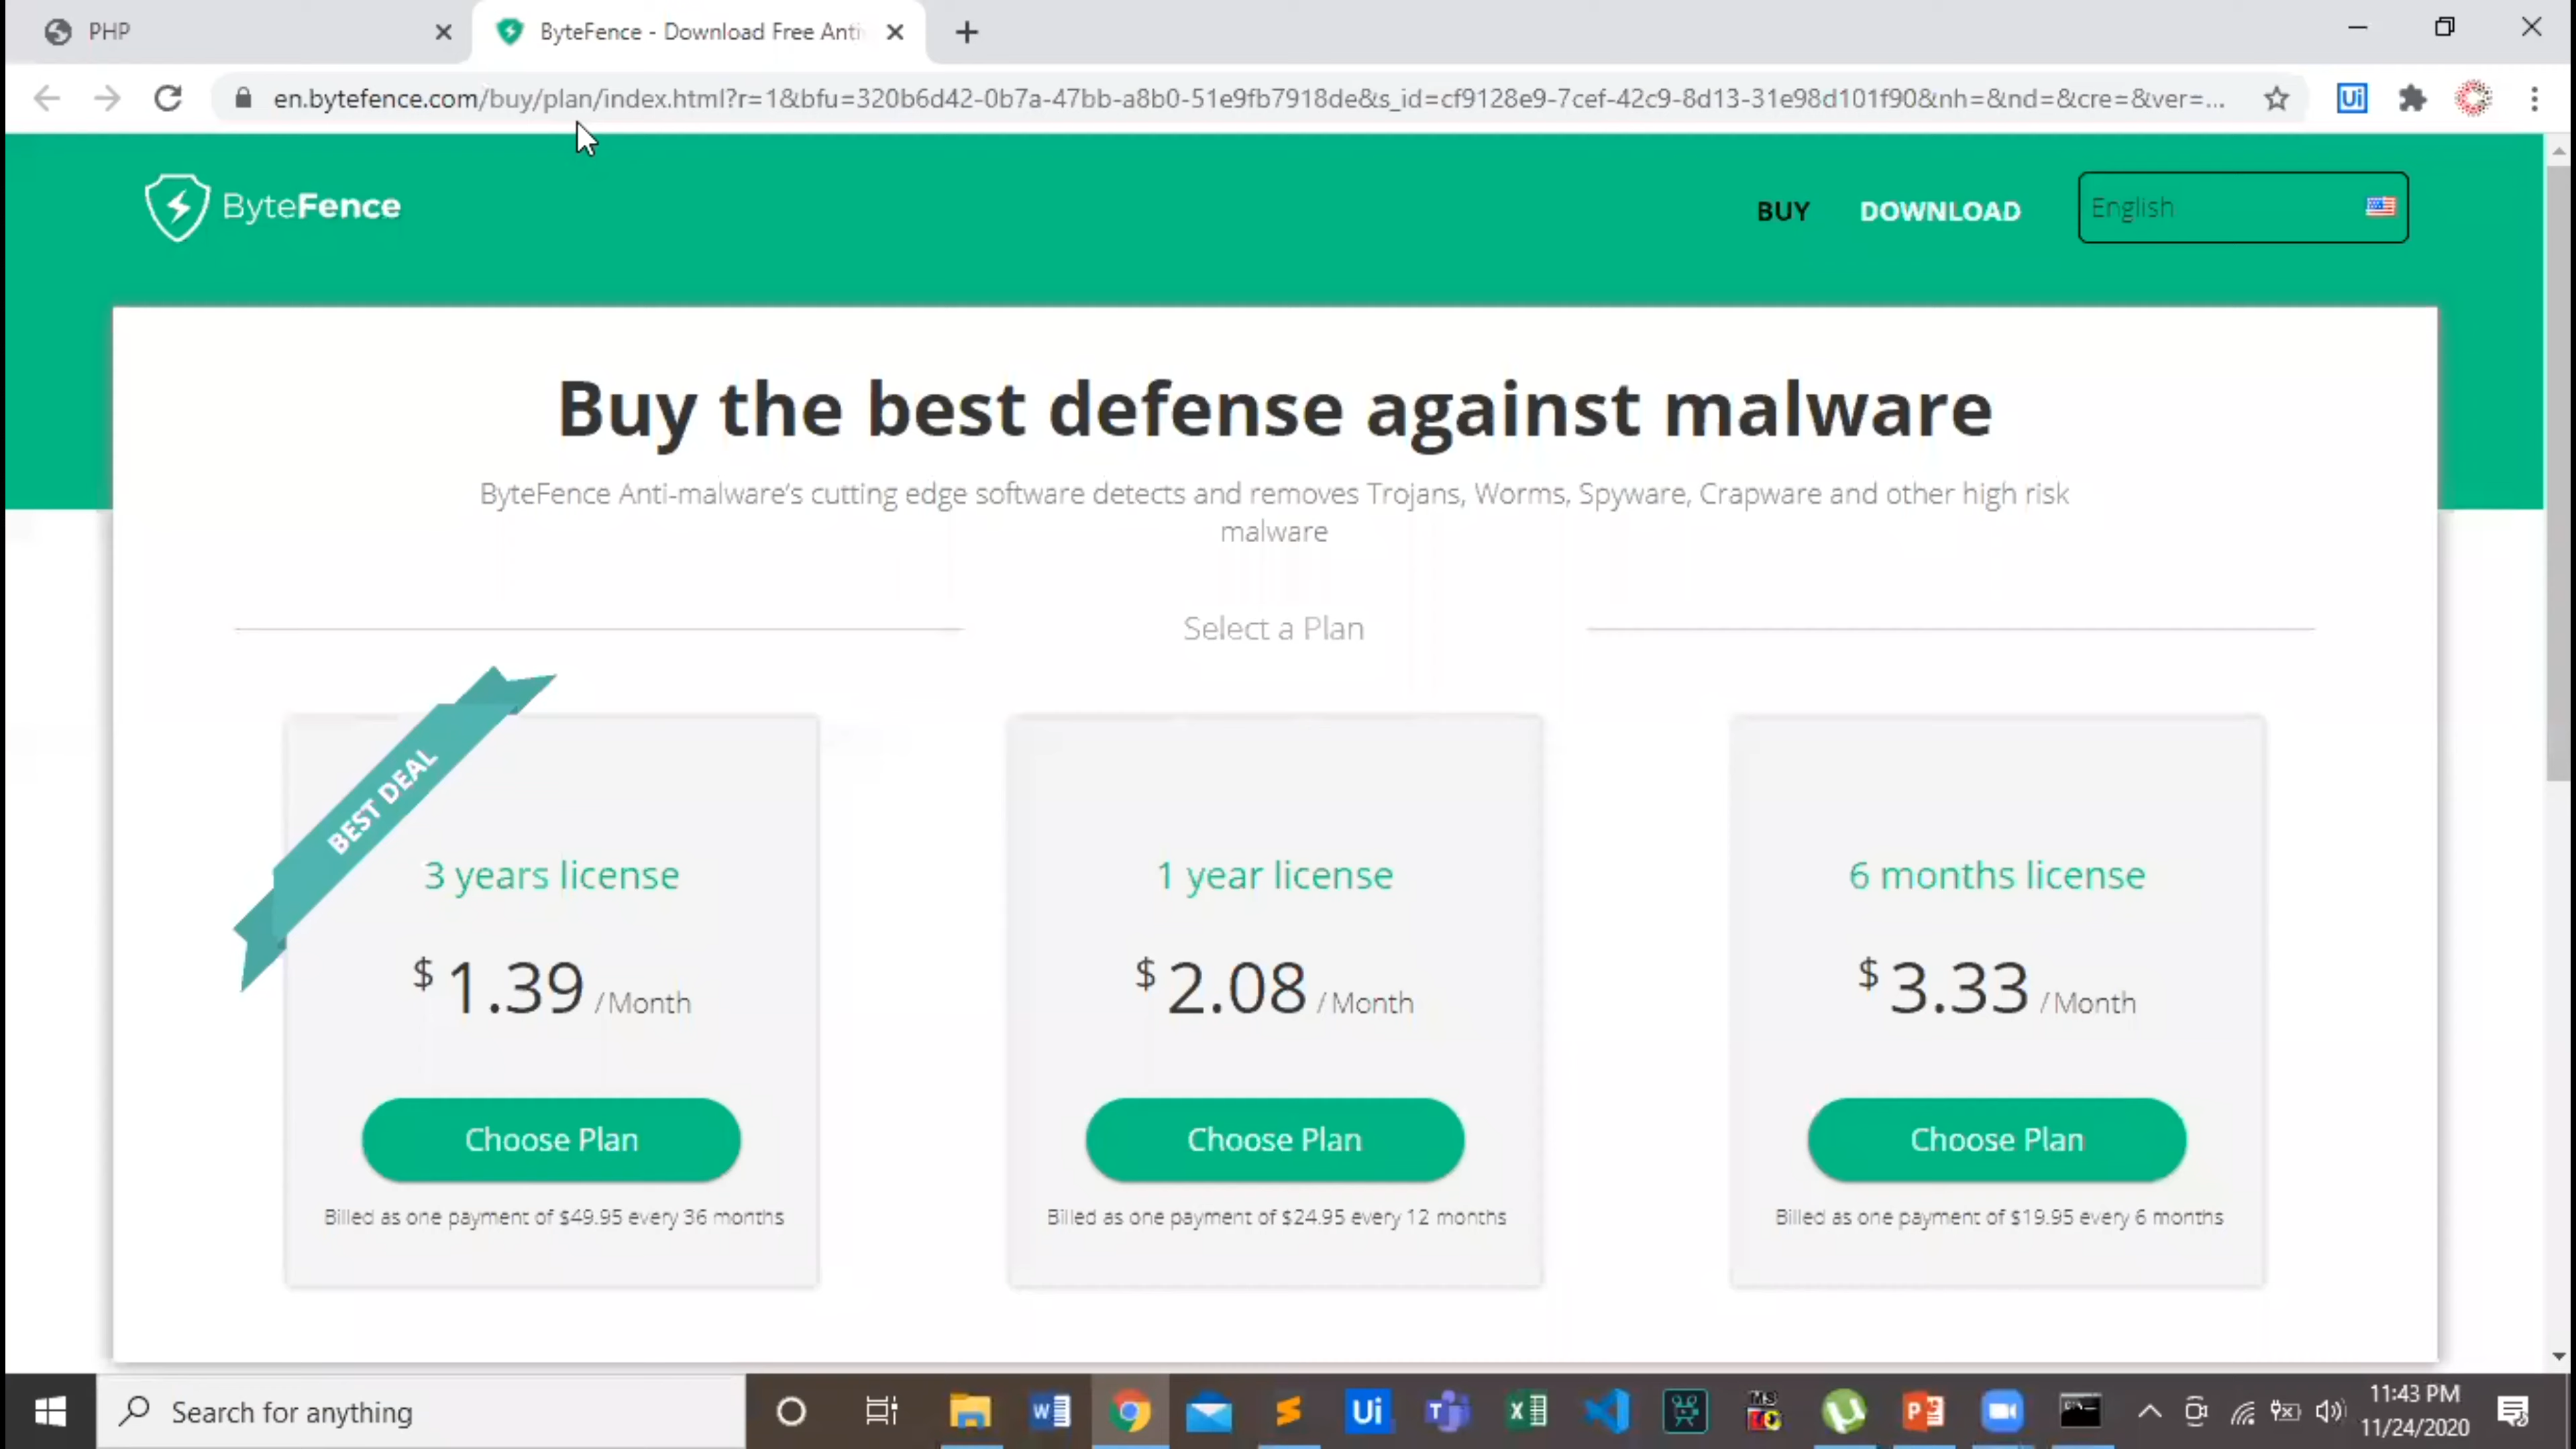 PHP
ByteFence - Download Free Anti
en.bytefence.com/buy/plan/index.html?r=1&bfu=320b6d42-0b7a-47bb-a8b0-51e9fb7918de&s_id=cf9128e9-7cef-42c9-8d13-31e98d101f90&nh=&nd=&cre=&ver=...
Ui
ByteFence
BUY
DOWNLOAD
English
Buy the best defense against malware
ByteFence Anti-malware's cutting edge software detects and removes Trojans, Worms, Spyware, Crapware and other high risk
malware
Select a Plan
BEST DEAL
3 years license
$ 1.39 /Month
Choose Plan
Billed as one payment of $49.95 every 36 months
1 year license
$ 2.08 /Month
Choose Plan
Billed as one payment of $24.95 every 12 months
6 months license
$ 3.33 /Month
Choose Plan
Billed as one payment of $19.95 every 6 months
Search for anything
Ui
11:43 PM
11/24/2020